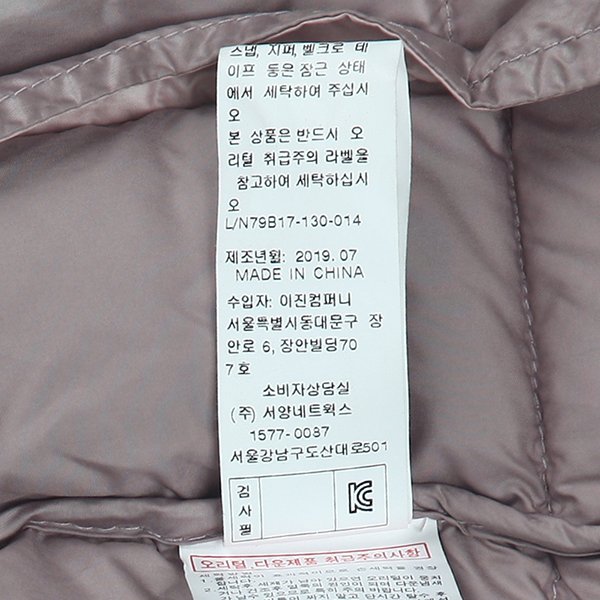 스냅, 지퍼, 벨크로 테
이프 등은 잠근 상태
에서 세탁하여 주십시
오
본 상품은 반드시 오
리털 취급주의 라벨을
참고하여 세탁하십시
오
L/N79B17-130-014
제조년월: 2019.07
MADE IN CHINA
수입자: 이진컴퍼니
서울특별시동대문구 장
안로 6, 장안빌딩70
7호
소비자상담실
(주) 서양네트웍스
1577-0087
서울강남구도산대로501
검
사
필
오리털 다운제품 취급주의사항